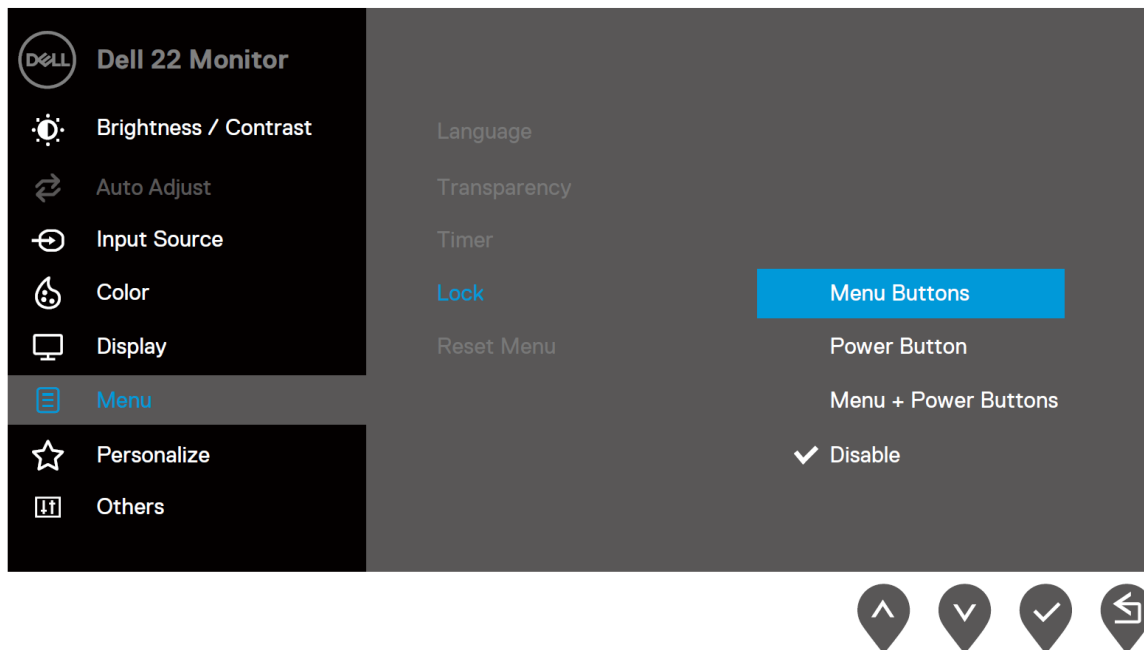 DELL Dell 22 Monitor
Brightness / Contrast
Language
Auto Adjust
Transparency
Input Source
Timer
Color
Lock
Menu Buttons
Display
Reset Menu
Power Button
Menu
Menu + Power Buttons
Personalize
Disable
Others